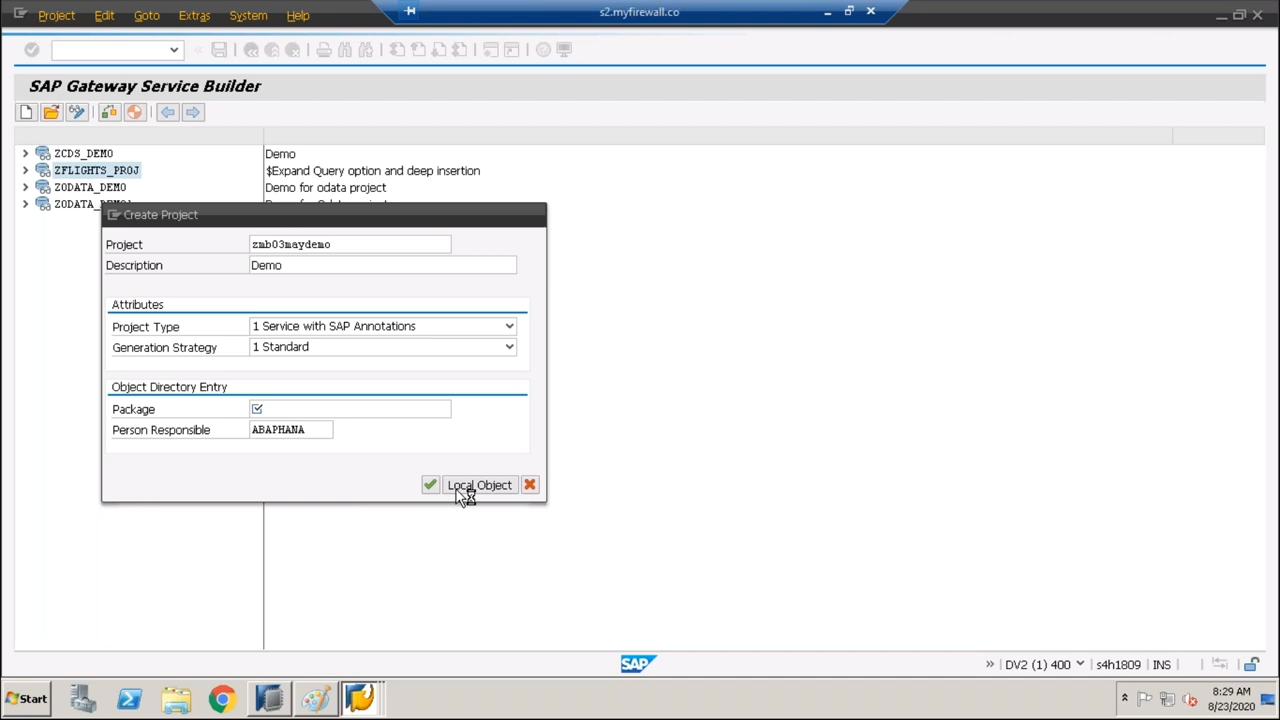 Project Edit Goto Extras System Help
s2.myfirewall.co
SAP Gateway Service Builder
ZCDS_DEMO Demo
ZFLIGHTS_PROJ $Expand Query option and deep insertion
ZODATA_DEMO Demo for odata project
Create Project
Project zmb03maydemo
Description Demo
Attributes
Project Type 1 Service with SAP Annotations
Generation Strategy 1 Standard
Object Directory Entry
Package
Person Responsible ABAPHANA
Local Object
SAP
DV2 (1) 400 s4h1809 INS
Start
8:29 AM
8/23/2020